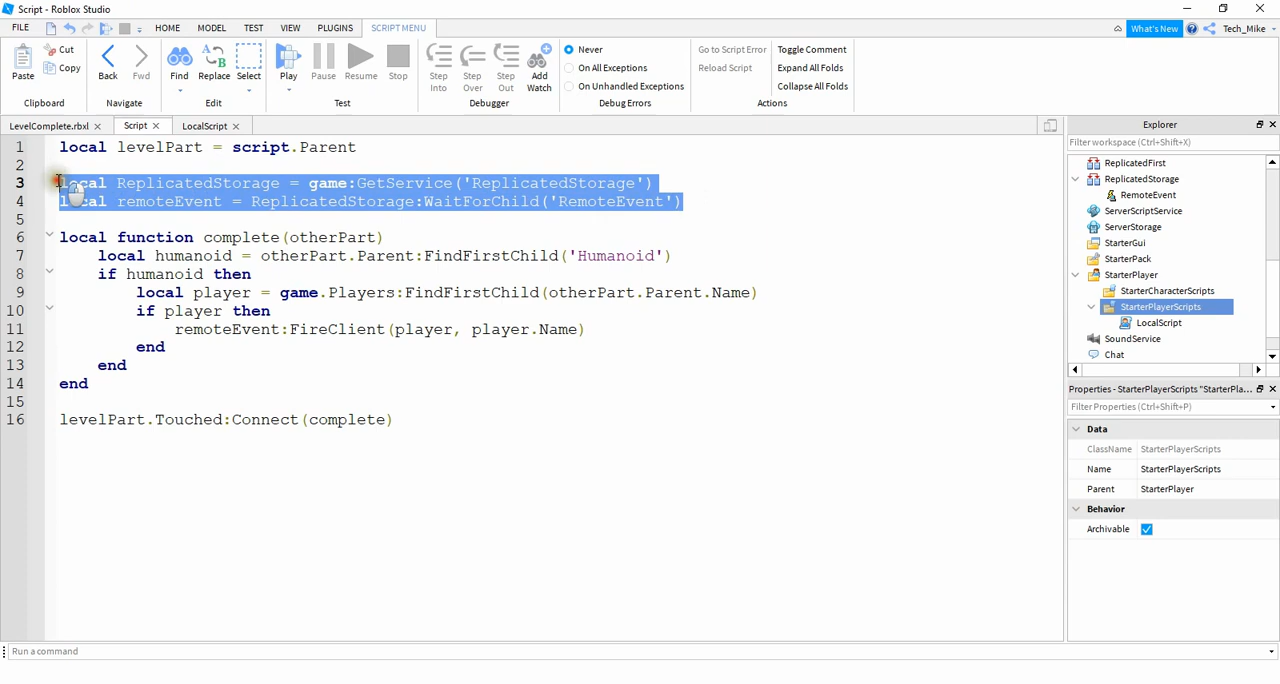 Script - Roblox Studio
FILE HOME MODEL TEST VIEW PLUGINS SCRIPT MENU What's New Tech_Mike
Paste Cut Copy Back Fwd Find Replace Select Play Pause Resume Stop Step Into Step Over Step Out Add Watch
Never
On All Exceptions
On Unhandled Exceptions
Go to Script Error
Reload Script
Toggle Comment
Expand All Folds
Collapse All Folds
Clipboard Navigate Edit Test Debugger Debug Errors Actions
LevelComplete.rbxl Script LocalScript
1 local levelPart = script.Parent
2
3 local ReplicatedStorage = game:GetService('ReplicatedStorage')
4 local remoteEvent = ReplicatedStorage:WaitForChild('RemoteEvent')
5
6 local function complete(otherPart)
7 local humanoid = otherPart.Parent:FindFirstChild('Humanoid')
8 if humanoid then
9 local player = game.Players:FindFirstChild(otherPart.Parent.Name)
10 if player then
11 remoteEvent:FireClient(player, player.Name)
12 end
13 end
14 end
15
16 levelPart.Touched:Connect(complete)
Explorer
Filter workspace (Ctrl+Shift+X)
ReplicatedFirst
ReplicatedStorage
RemoteEvent
ServerScriptService
ServerStorage
StarterGui
StarterPack
StarterPlayer
StarterCharacterScripts
StarterPlayerScripts
LocalScript
SoundService
Chat
Properties - StarterPlayerScripts "StarterPla...
Filter Properties (Ctrl+Shift+P)
Data
ClassName StarterPlayerScripts
Name StarterPlayerScripts
Parent StarterPlayer
Behavior
Archivable
Run a command